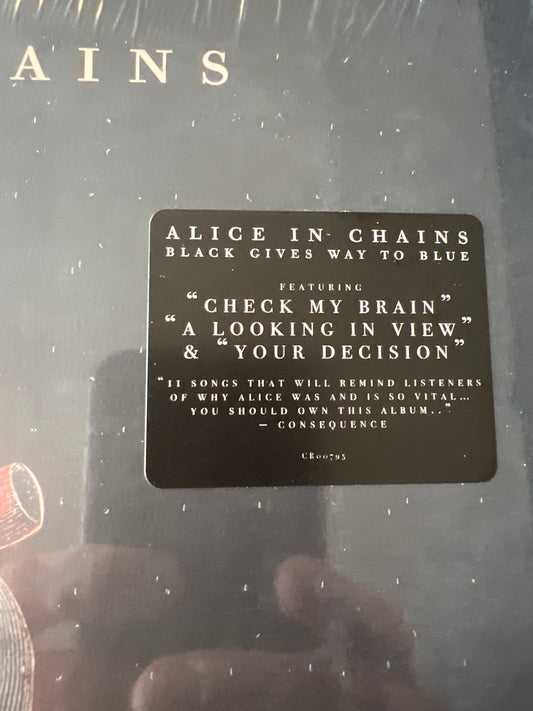 AINS
ALICE IN CHAINS
BLACK GIVES WAY TO BLUE
FEATURING
“CHECK MY BRAIN”
“A LOOKING IN VIEW”
& “YOUR DECISION”
“11 SONGS THAT WILL REMIND LISTENERS
OF WHY ALICE WAS AND IS SO VITAL...
YOU SHOULD OWN THIS ALBUM..”
— CONSEQUENCE
CR00795